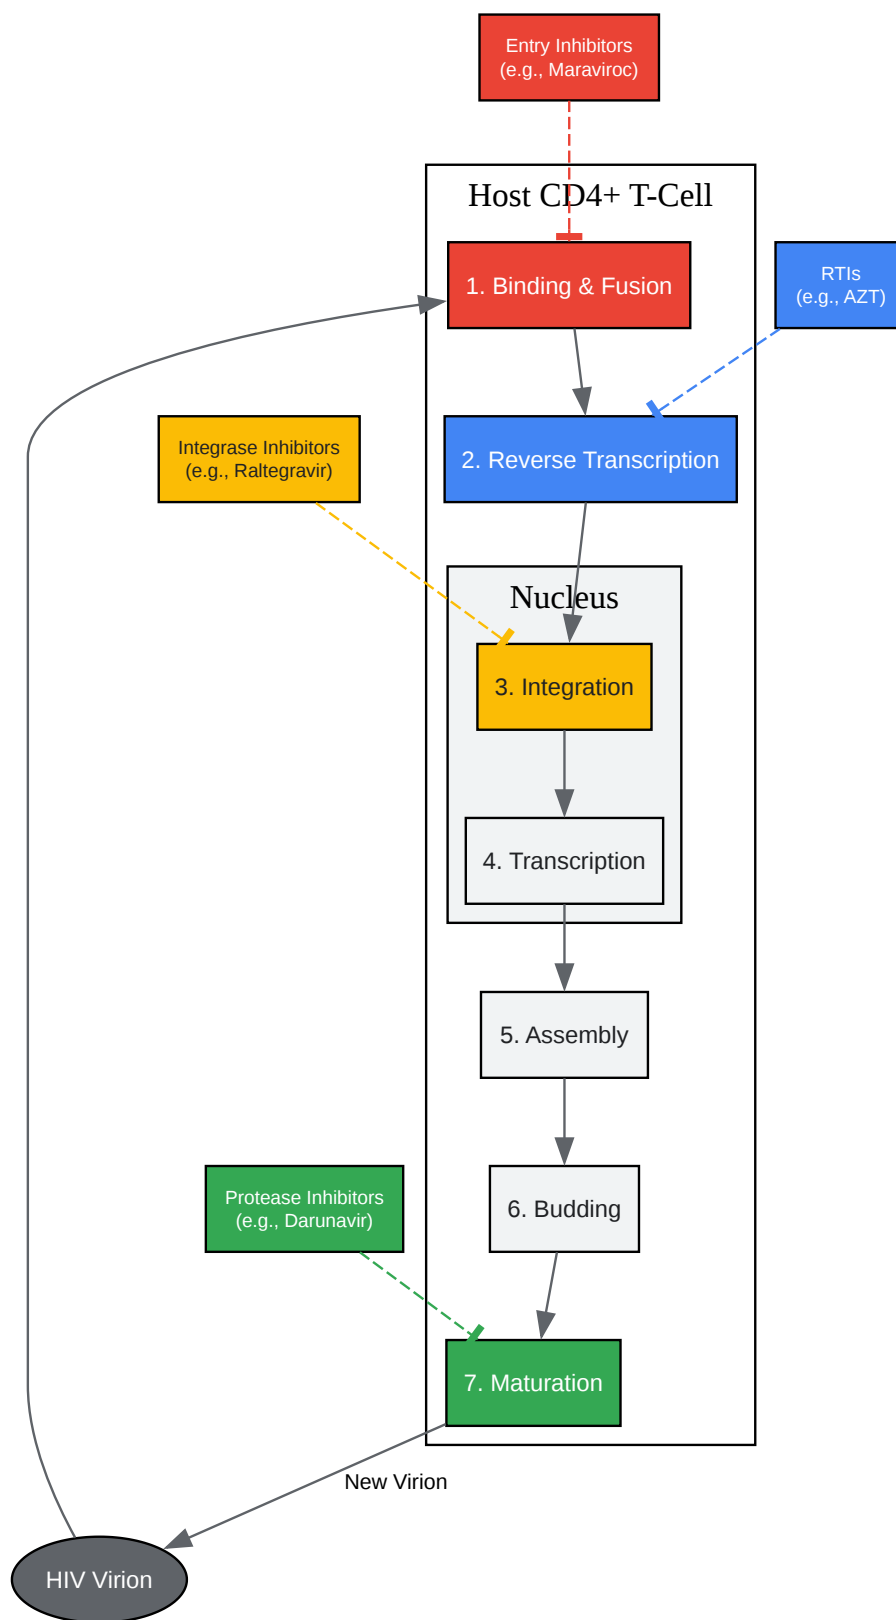 Entry Inhibitors
(e.g., Maraviroc)
Host CD4+ T-Cell
1. Binding & Fusion
RTIs
(e.g., AZT)
Integrase Inhibitors
(e.g., Raltegravir)
2. Reverse Transcription
Nucleus
3. Integration
4. Transcription
5. Assembly
Protease Inhibitors
(e.g., Darunavir)
6. Budding
7. Maturation
New Virion
HIV Virion